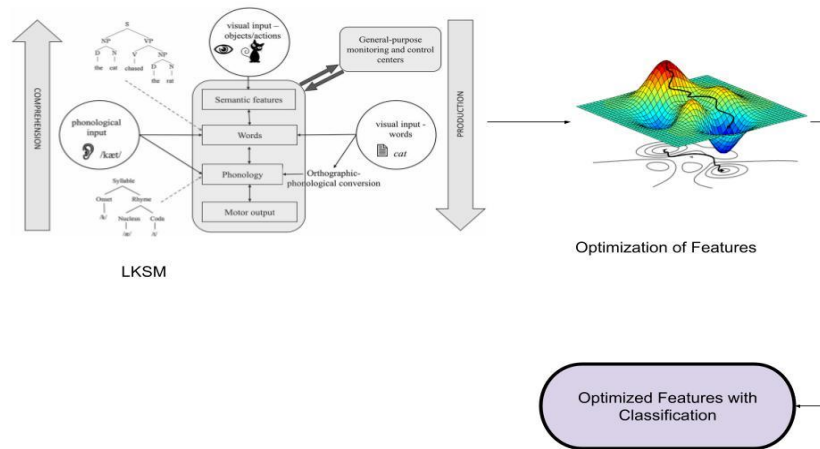 COMPREHENSION
S
NP VP
D N V NP
the cat chased D N
the rat
visual input –
objects/actions
General-purpose
monitoring and control
centers
PRODUCTION
Semantic features
phonological
input
/kæt/
Words
visual input -
words
cat
Phonology
Orthographic-
phonological conversion
Syllable
Onset Rhyme
/k/ Nucleus Coda
/æ/ /t/
Motor output
LKSM
Optimization of Features
Optimized Features with
Classification